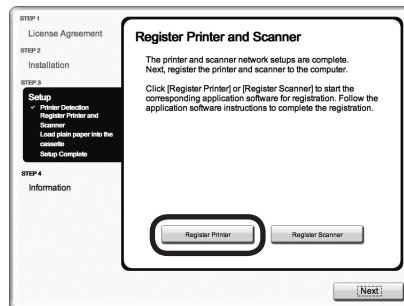 STEP 1
License Agreement
STEP 2
Installation
STEP 3
Setup
✓ Printer Detection
Register Printer and
Scanner
Load plain paper into the
cassette
Setup Complete
STEP 4
Information
Register Printer and Scanner
The printer and scanner network setups are complete.
Next, register the printer and scanner to the computer.
Click [Register Printer] or [Register Scanner] to start the
corresponding application software for registration. Follow the
application software instructions to complete the registration.
Register Printer
Register Scanner
Next